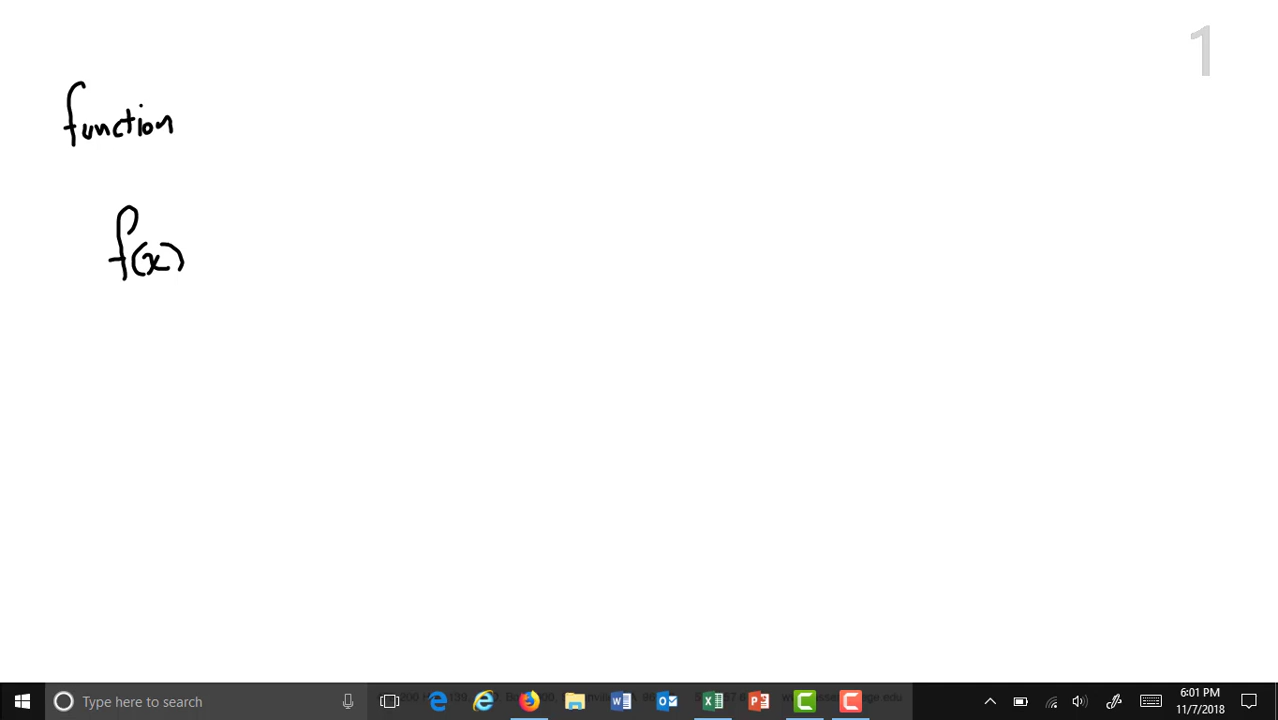 1
function
f(x)
Type here to search
6:01 PM
11/7/2018